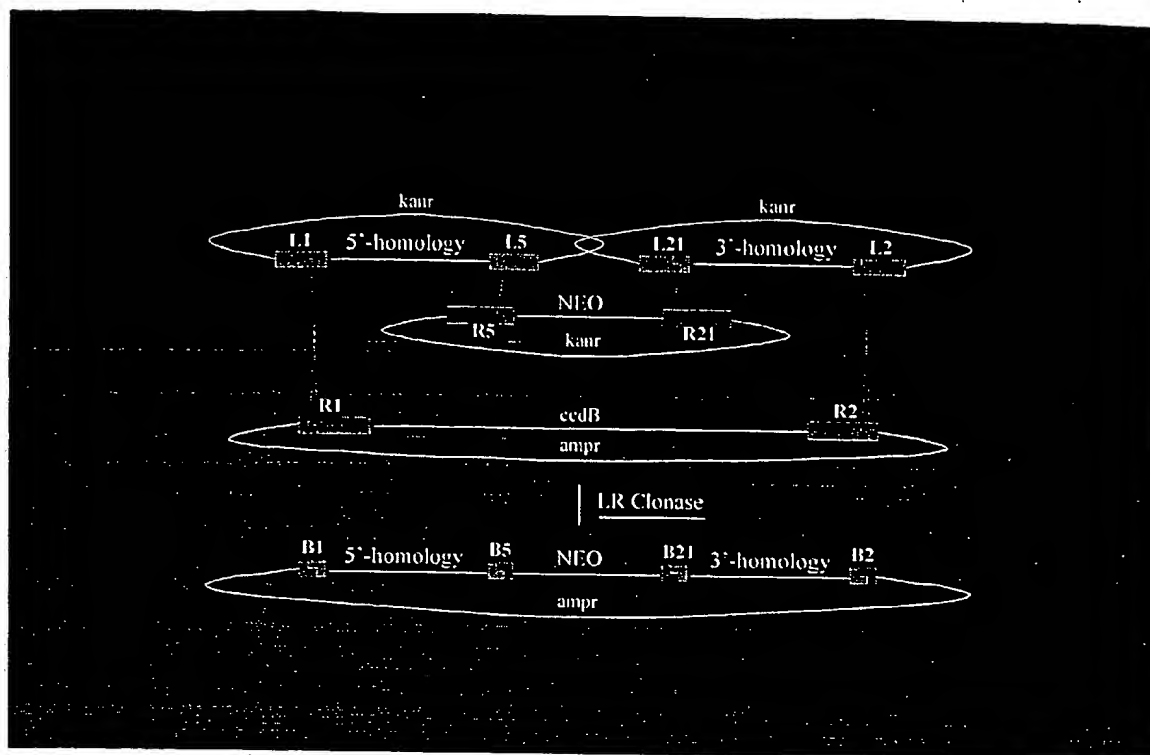 kanr kanr
L1 5'-homology L5 L21 3'-homology L2
NEO
R5 R21
kanr
R1 ccdB R2
ampr
LR Clonase
B1 5'-homology B5 NEO B21 3'-homology B2
ampr